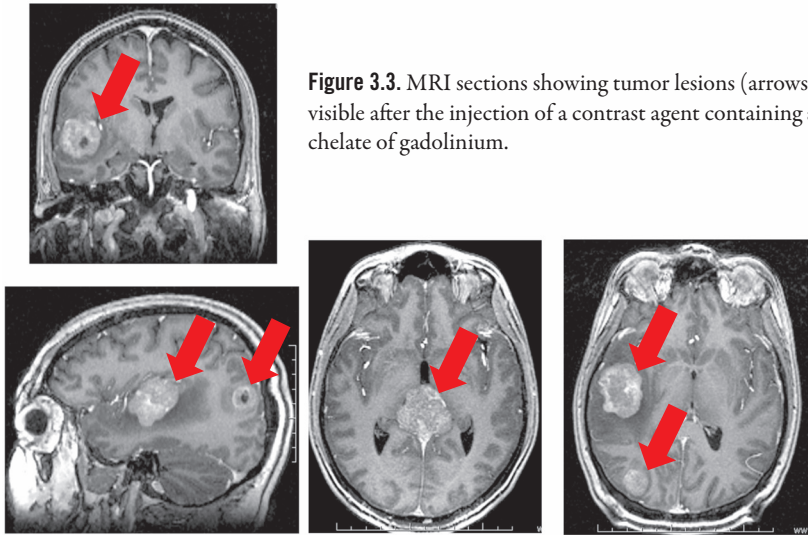 Figure 3.3. MRI sections showing tumor lesions (arrows
visible after the injection of a contrast agent containing
chelate of gadolinium.